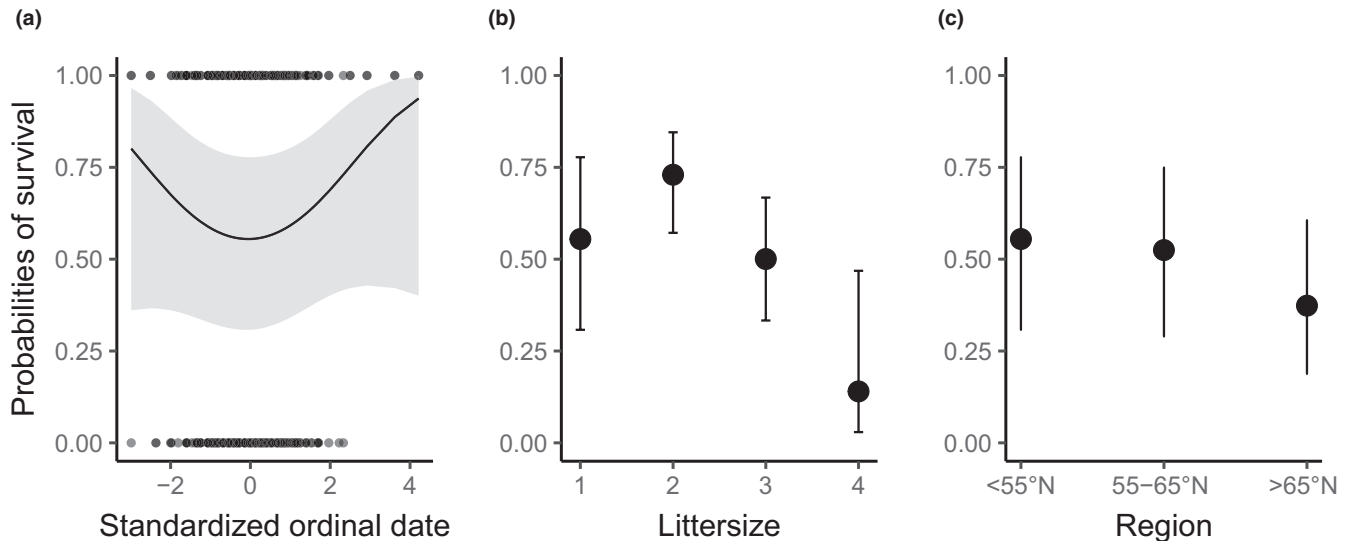 (a)
Probabilities of survival
1.00
0.75
0.50
0.25
0.00
−2 0 2 4
Standardized ordinal date
(b)
1.00
0.75
0.50
0.25
0.00
1 2 3 4
Littersize
(c)
1.00
0.75
0.50
0.25
0.00
<55°N 55−65°N >65°N
Region